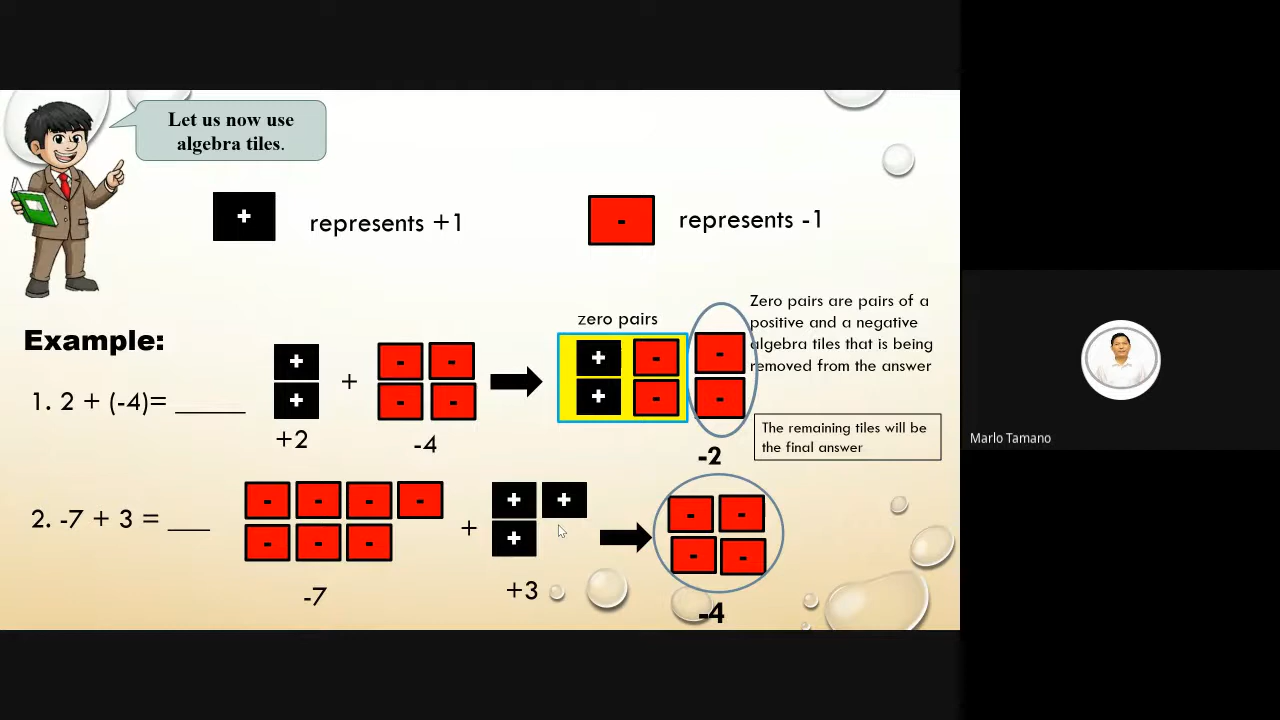 Let us now use
algebra tiles.
+ represents +1
- represents -1
Example:
1. 2 + (-4)= _____
+
+
+2
+
- -
- -
-4
zero pairs
+ -
+ -
-
-
-2
Zero pairs are pairs of a
positive and a negative
algebra tiles that is being
removed from the answer
The remaining tiles will be
the final answer
2. -7 + 3 = ___
- - - -
- - -
-7
+
+ +
+
+3
- -
- -
-4
Marlo Tamano